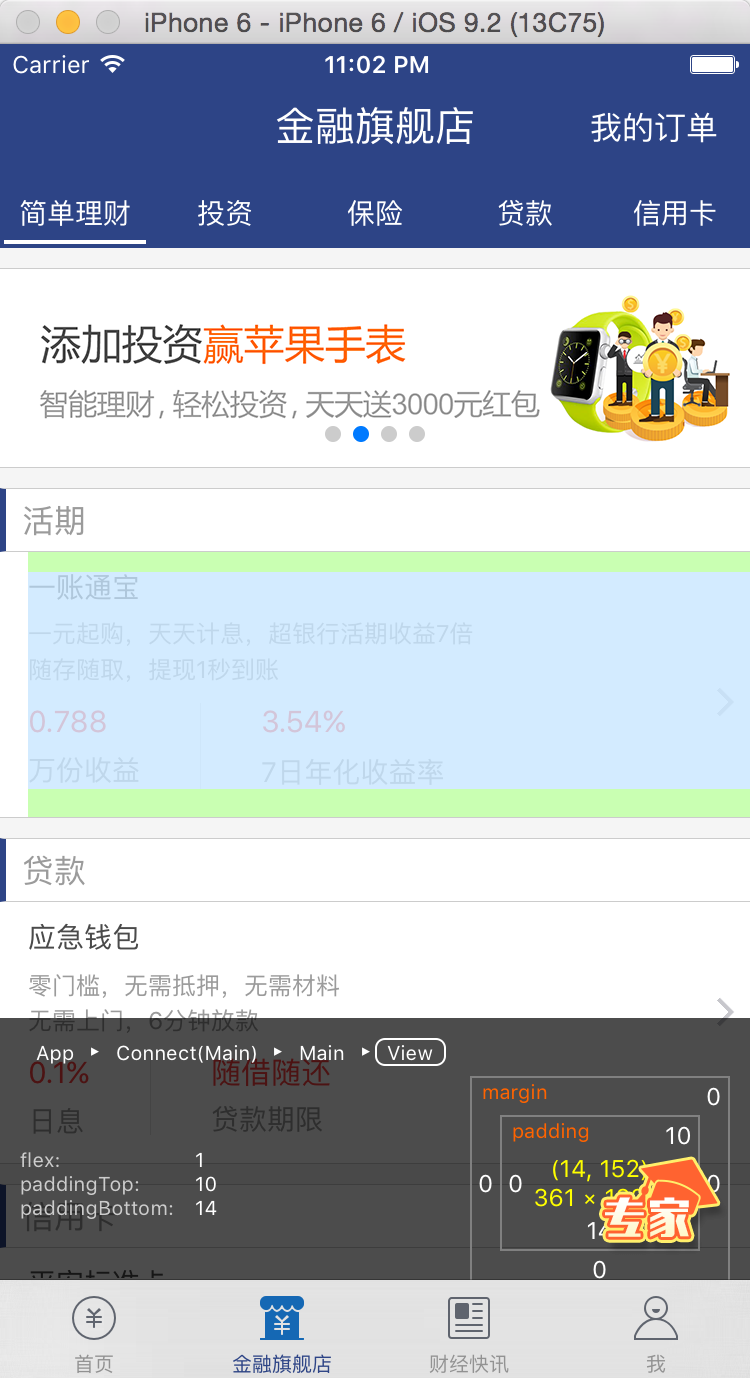 iPhone 6 - iPhone 6 / iOS 9.2 (13C75)
Carrier 11:02 PM
金融旗舰店 我的订单
简单理财 投资 保险 贷款 信用卡
添加投资赢苹果手表
智能理财，轻松投资，天天送3000元红包
活期
一账通宝
一元起购，天天计息，超银行活期收益7倍
随存随取，提现1秒到账
0.788 3.54%
万份收益 7日年化收益率
贷款
应急钱包
零门槛，无需抵押，无需材料
无需上门，6分钟放款
App Connect(Main) Main View
0.1% 随借随还
日息 贷款期限
margin 0
padding 10
flex: 1
paddingTop: 10
paddingBottom: 14
0 0 (14, 152) 0
361 ×
14
0
信用卡
专家
平安标准卡
首页 金融旗舰店 财经快讯 我